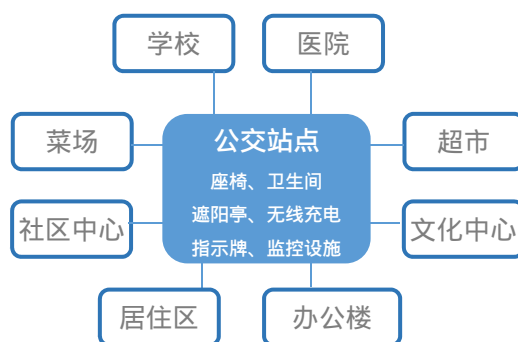 学校
医院
菜场
公交站点
超市
座椅、卫生间
遮阳亭、无线充电
社区中心
文化中心
指示牌、监控设施
居住区
办公楼